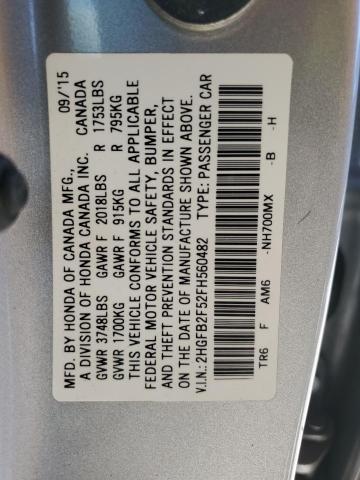 MFD. BY HONDA OF CANADA MFG., 09/'15
A DIVISION OF HONDA CANADA INC. CANADA
GVWR 3748LBS GAWR F 2018LBS R 1753LBS
GVWR 1700KG GAWR F 915KG R 795KG
THIS VEHICLE CONFORMS TO ALL APPLICABLE
FEDERAL MOTOR VEHICLE SAFETY, BUMPER,
AND THEFT PREVENTION STANDARDS IN EFFECT
ON THE DATE OF MANUFACTURE SHOWN ABOVE.
V.I.N.: 2HGFB2F52FH560482 TYPE: PASSENGER CAR
TR6 F AM6 -NH700MX -B -H